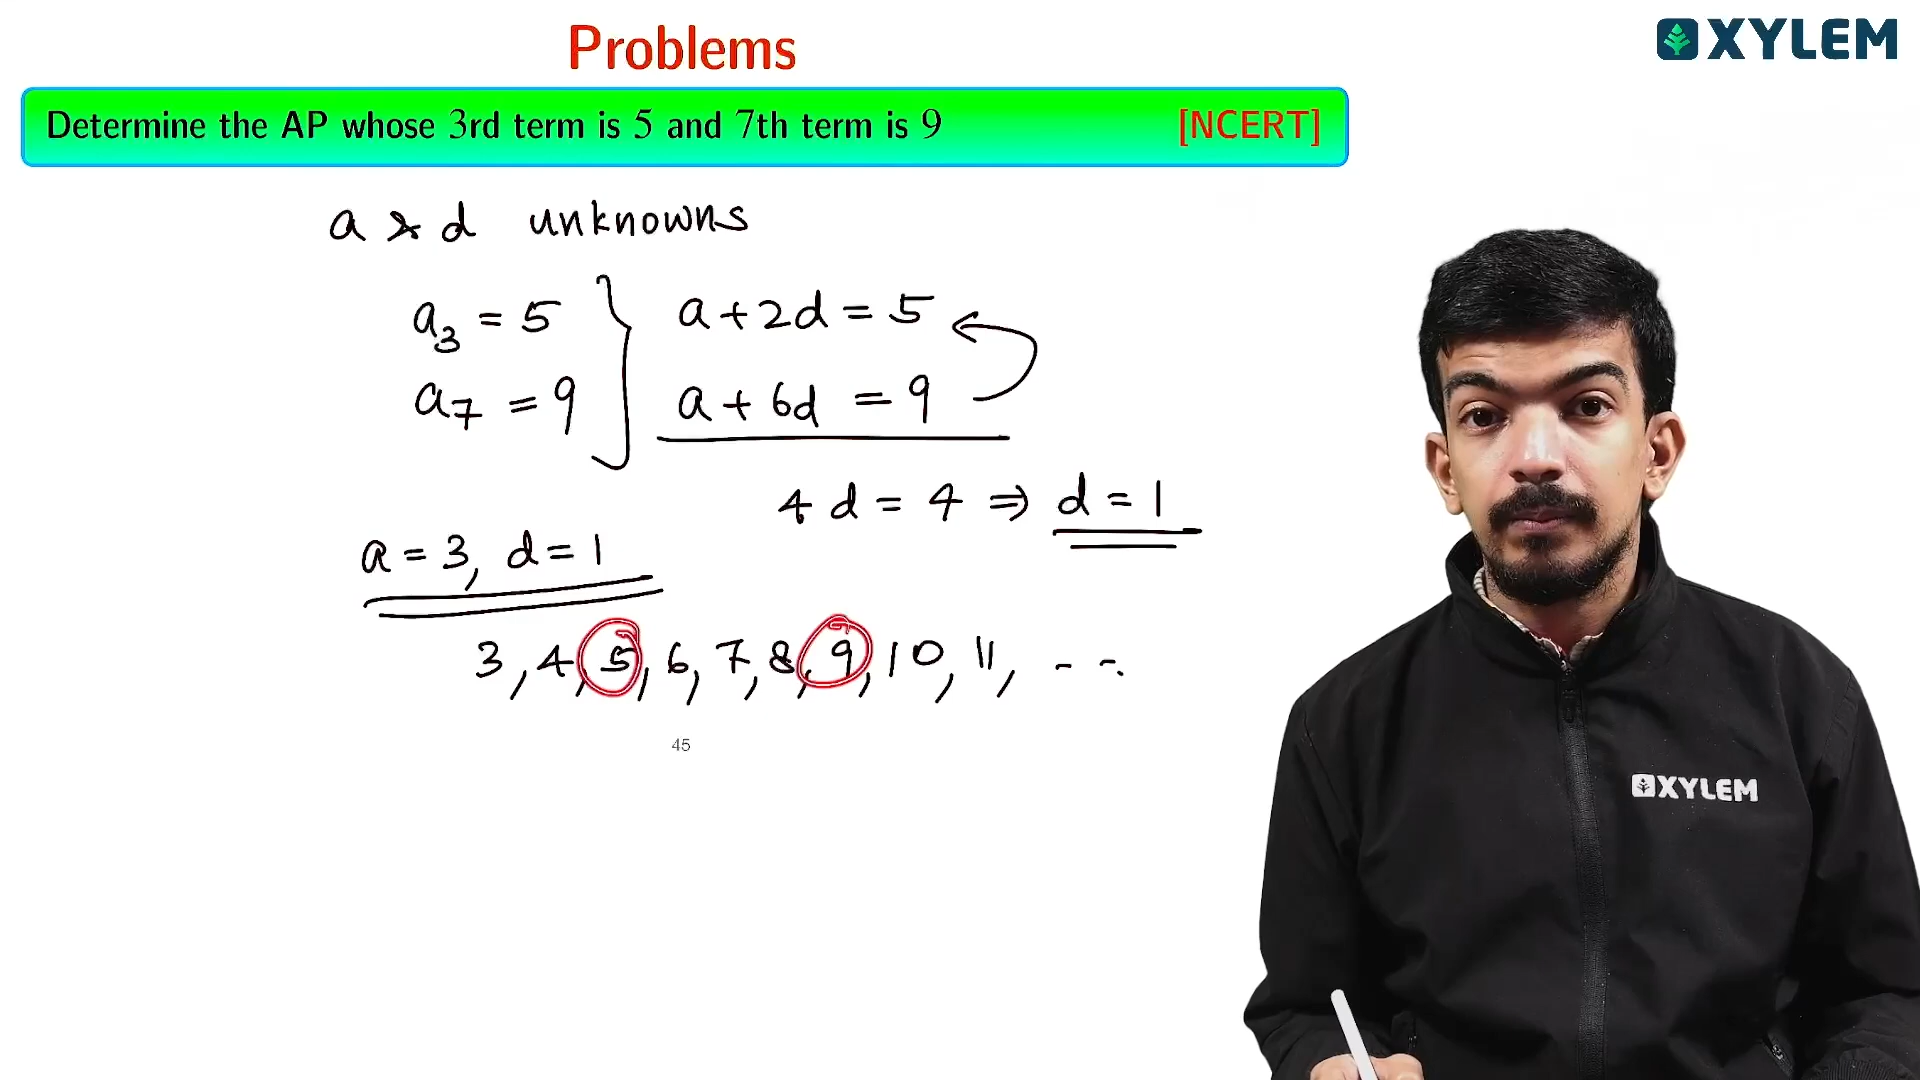 Problems
XYLEM
Determine the AP whose 3rd term is 5 and 7th term is 9 [NCERT]
a & d unknowns
a₃ = 5
a + 2d = 5
a₇ = 9
a + 6d = 9
4d = 4 ⇒ d = 1
a = 3, d = 1
3, 4, 5, 6, 7, 8, 9, 10, 11, - -.
45
XYLEM